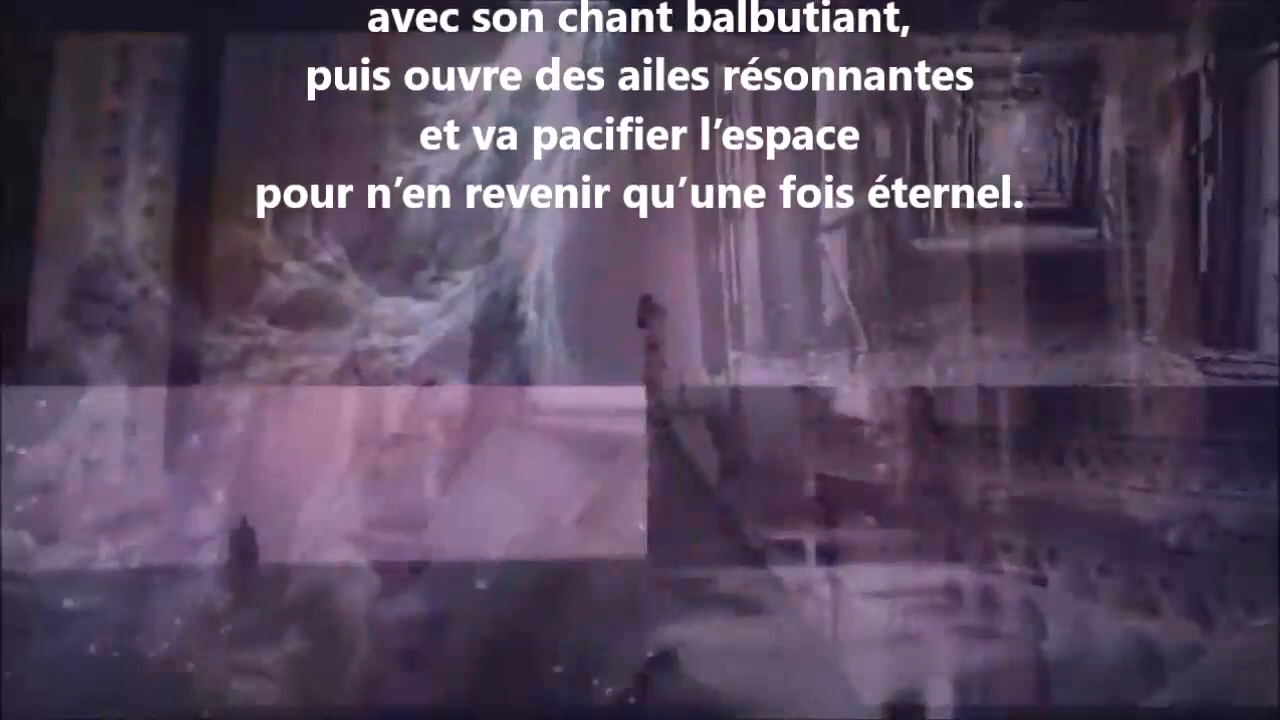 avec son chant balbutiant,
puis ouvre des ailes résonnantes
et va pacifier l’espace
pour n’en revenir qu’une fois éternel.